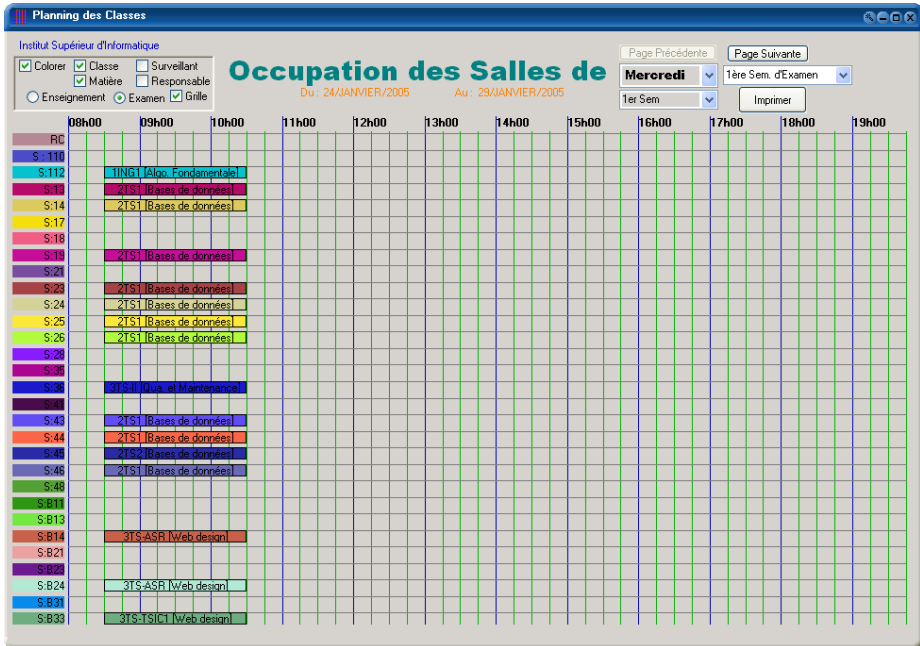 Planning des Classes
Institut Supérieur d'Informatique
Colorer Classe Surveillant
Matière Responsable
Enseignement Examen Grille
Occupation des Salles de
Du : 24/JANVIER/2005 Au : 29/JANVIER/2005
Page Précédente Page Suivante
Mercredi 1ère Sem. d'Examen
1er Sem Imprimer
08h00 09h00 10h00 11h00 12h00 13h00 14h00 15h00 16h00 17h00 18h00 19h00
RC
S : 110
S:112 1ING1 [Algo. Fondamentale]
S:13 2TS1 [Bases de données]
S:14 2TS1 [Bases de données]
S:17
S:18
S:19 2TS1 [Bases de données]
S:21
S:23 2TS1 [Bases de données]
S:24 2TS1 [Bases de données]
S:25 2TS1 [Bases de données]
S:26 2TS1 [Bases de données]
S:28
S:35
S:36 3TS-II [Qua. et Maintenance]
S:41
S:43 2TS1 [Bases de données]
S:44 2TS1 [Bases de données]
S:45 2TS2 [Bases de données]
S:46 2TS1 [Bases de données]
S:48
S:B11
S:B13
S:B14 3TS-ASR [Web design]
S:B21
S:B23
S:B24 3TS-ASR [Web design]
S:B31
S:B33 3TS-TSIC1 [Web design]